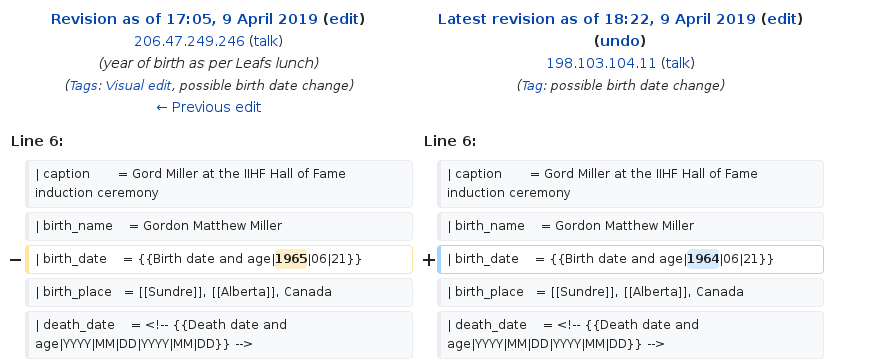 Revision as of 17:05, 9 April 2019 (edit)
206.47.249.246 (talk)
(year of birth as per Leafs lunch)
(Tags: Visual edit, possible birth date change)
← Previous edit
Latest revision as of 18:22, 9 April 2019 (edit)
(undo)
198.103.104.11 (talk)
(Tag: possible birth date change)
Line 6:
| caption = Gord Miller at the IIHF Hall of Fame
induction ceremony
| birth_name = Gordon Matthew Miller
− | birth_date = {{Birth date and age|1965|06|21}}
| birth_place = [[Sundre]], [[Alberta]], Canada
| death_date = <!-- {{Death date and
age|YYYY|MM|DD|YYYY|MM|DD}} -->
Line 6:
| caption = Gord Miller at the IIHF Hall of Fame
induction ceremony
| birth_name = Gordon Matthew Miller
+ | birth_date = {{Birth date and age|1964|06|21}}
| birth_place = [[Sundre]], [[Alberta]], Canada
| death_date = <!-- {{Death date and
age|YYYY|MM|DD|YYYY|MM|DD}} -->